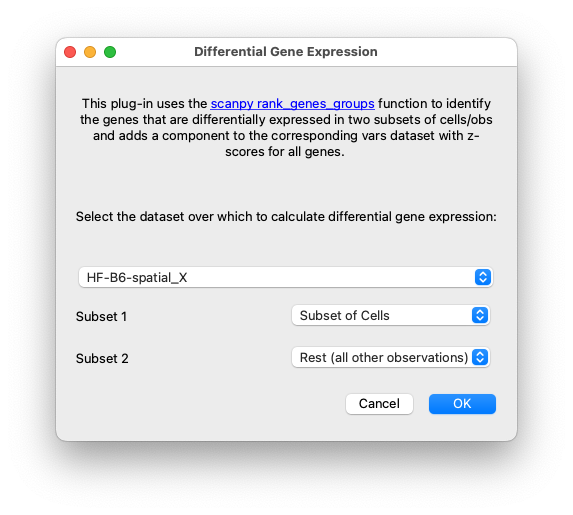 Differential Gene Expression
This plug-in uses the scanpy rank_genes_groups function to identify
the genes that are differentially expressed in two subsets of cells/obs
and adds a component to the corresponding vars dataset with z-
scores for all genes.
Select the dataset over which to calculate differential gene expression:
HF-B6-spatial_X
Subset 1
Subset of Cells
Subset 2
Rest (all other observations)
Cancel
OK